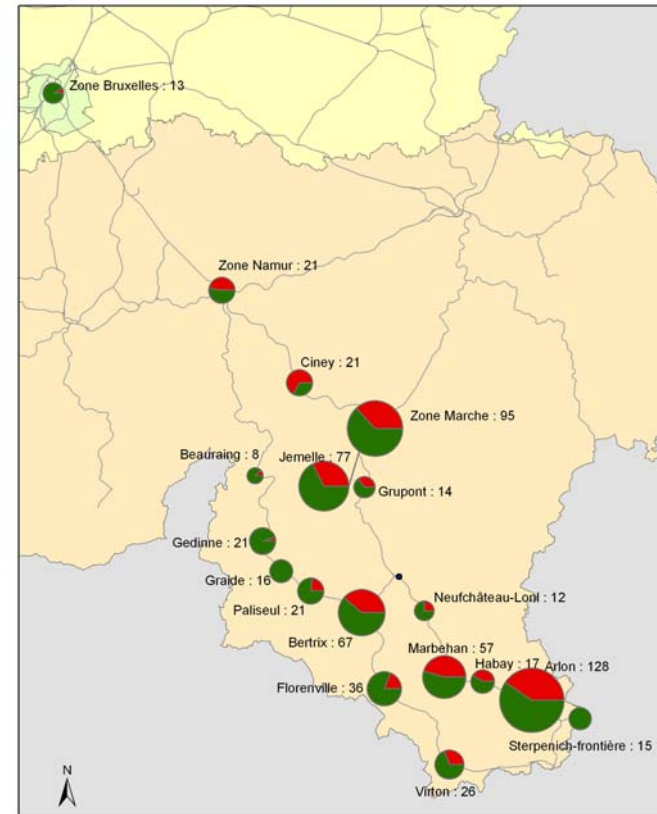 Zone Bruxelles : 13
Zone Namur : 21
Ciney : 21
Zone Marche : 95
Beauraing : 8
Jemelle : 77
Grupont : 14
Gedinne : 21
Graide : 16
Paliseul : 21
Neufchâteau-Lonl : 12
Bertrix : 67
Marbehan : 57
Habay : 17
Arlon : 128
Florenville : 36
Sterpenich-frontière : 15
Virton : 26
N